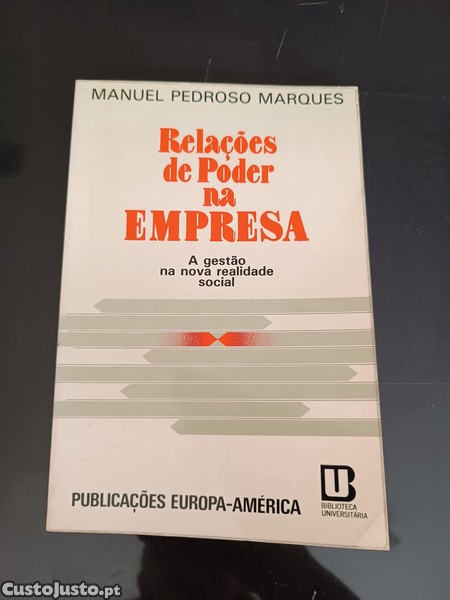 MANUEL PEDROSO MARQUES
Relações
de Poder
na
EMPRESA
A gestão
na nova realidade
social
PUBLICAÇÕES EUROPA-AMÉRICA
BIBLIOTECA
UNIVERSITÁRIA
CustoJusto.pt